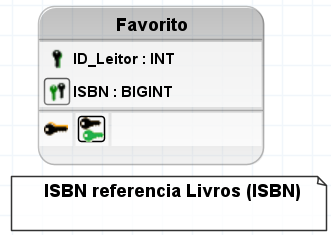 Favorito
ID_Leitor : INT
ISBN : BIGINT
ISBN referencia Livros (ISBN)